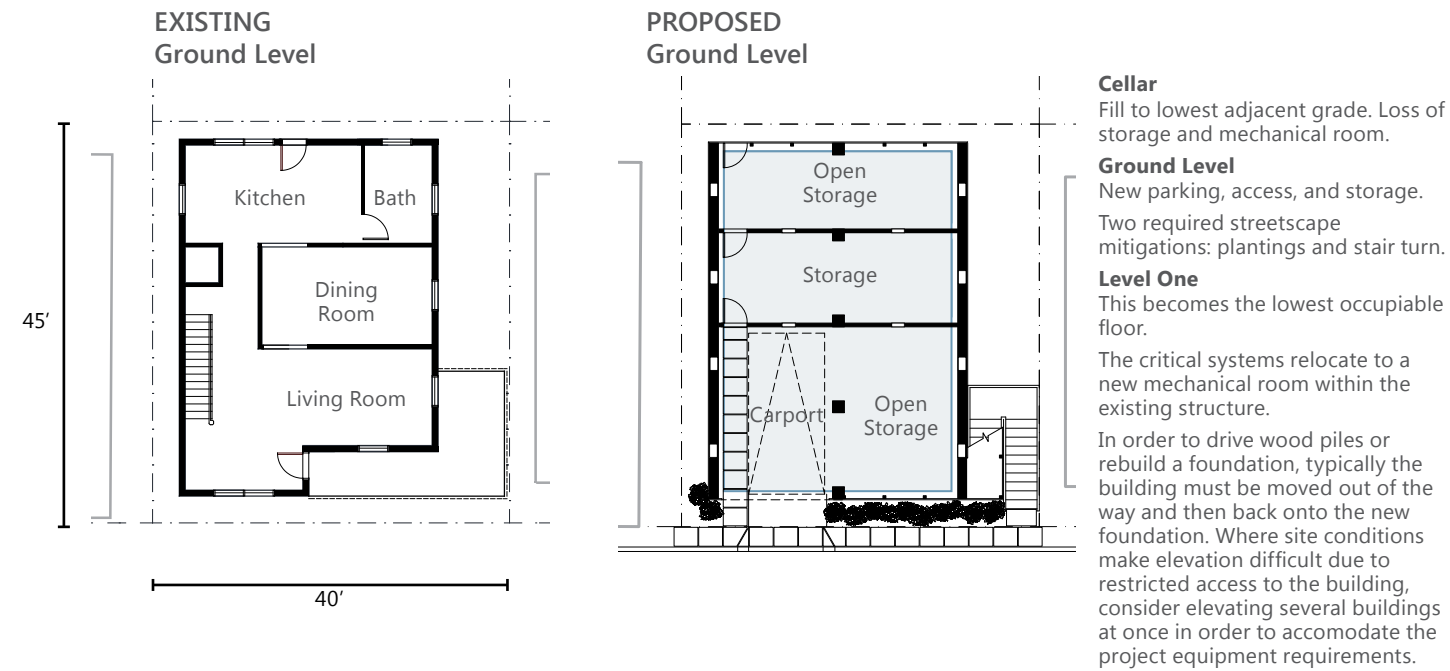 EXISTING
Ground Level
Kitchen
Bath
Dining
Room
Living Room
45′
40′
PROPOSED
Ground Level
Open
Storage
Storage
Carport
Open
Storage
N
Cellar
Fill to lowest adjacent grade. Loss of
storage and mechanical room.
Ground Level
New parking, access, and storage.
Two required streetscape
mitigations: plantings and stair turn.
Level One
This becomes the lowest occupiable
floor.
The critical systems relocate to a
new mechanical room within the
existing structure.
In order to drive wood piles or
rebuild a foundation, typically the
building must be moved out of the
way and then back onto the new
foundation. Where site conditions
make elevation difficult due to
restricted access to the building,
consider elevating several buildings
at once in order to accomodate the
project equipment requirements.